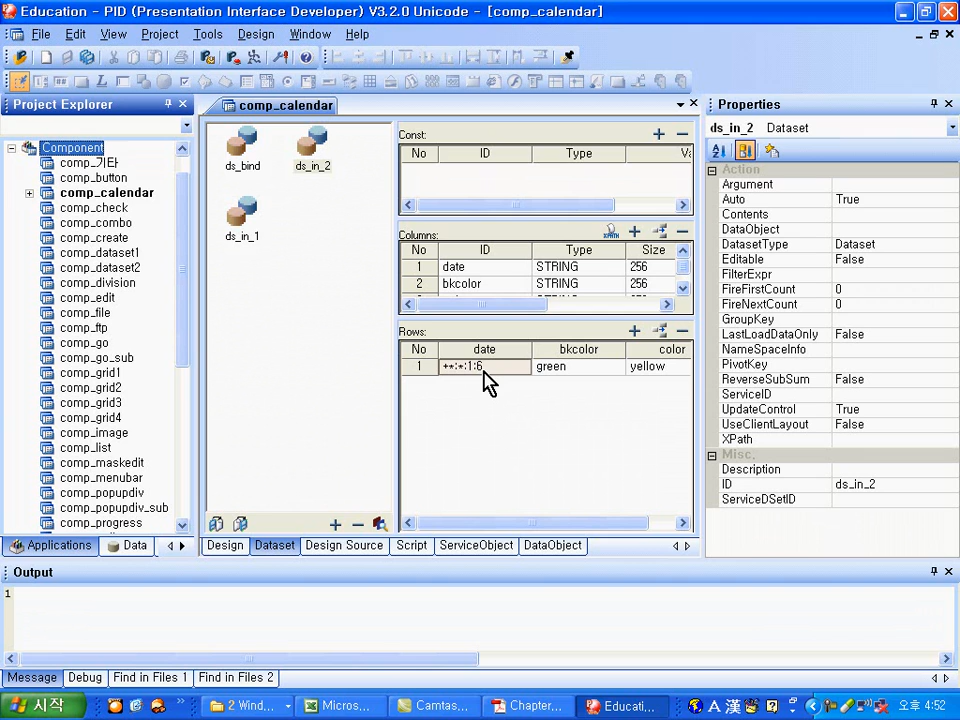 Education - PID (Presentation Interface Developer) V3.2.0 Unicode - [comp_calendar]
File Edit View Project Tools Design Window Help
Project Explorer
Component
comp_기타
comp_button
comp_calendar
comp_check
comp_combo
comp_create
comp_dataset1
comp_dataset2
comp_division
comp_edit
comp_file
comp_ftp
comp_go
comp_go_sub
comp_grid1
comp_grid2
comp_grid3
comp_grid4
comp_image
comp_list
comp_maskedit
comp_menubar
comp_popupdiv
comp_popupdiv_sub
comp_progress
Applications Data
comp_calendar
ds_bind ds_in_2
ds_in_1
Const:
No ID Type
Columns:
No ID Type Size
1 date STRING 256
2 bkcolor STRING 256
Rows:
No date bkcolor color
1 +*:*:1:6 green yellow
Design Dataset Design Source Script ServiceObject DataObject
Properties
ds_in_2 Dataset
Action
Argument
Auto True
Contents
DataObject
DatasetType Dataset
Editable False
FilterExpr
FireFirstCount 0
FireNextCount 0
GroupKey
LastLoadDataOnly False
NameSpaceInfo
PivotKey
ReverseSubSum False
ServiceID
UpdateControl True
UseClientLayout False
XPath
Misc.
Description
ID ds_in_2
ServiceDSetID
Output
1
Message Debug Find in Files 1 Find in Files 2
시작 2 Wind... Micros... Camtas... Chapter... Educati... A 漢 오후 4:52